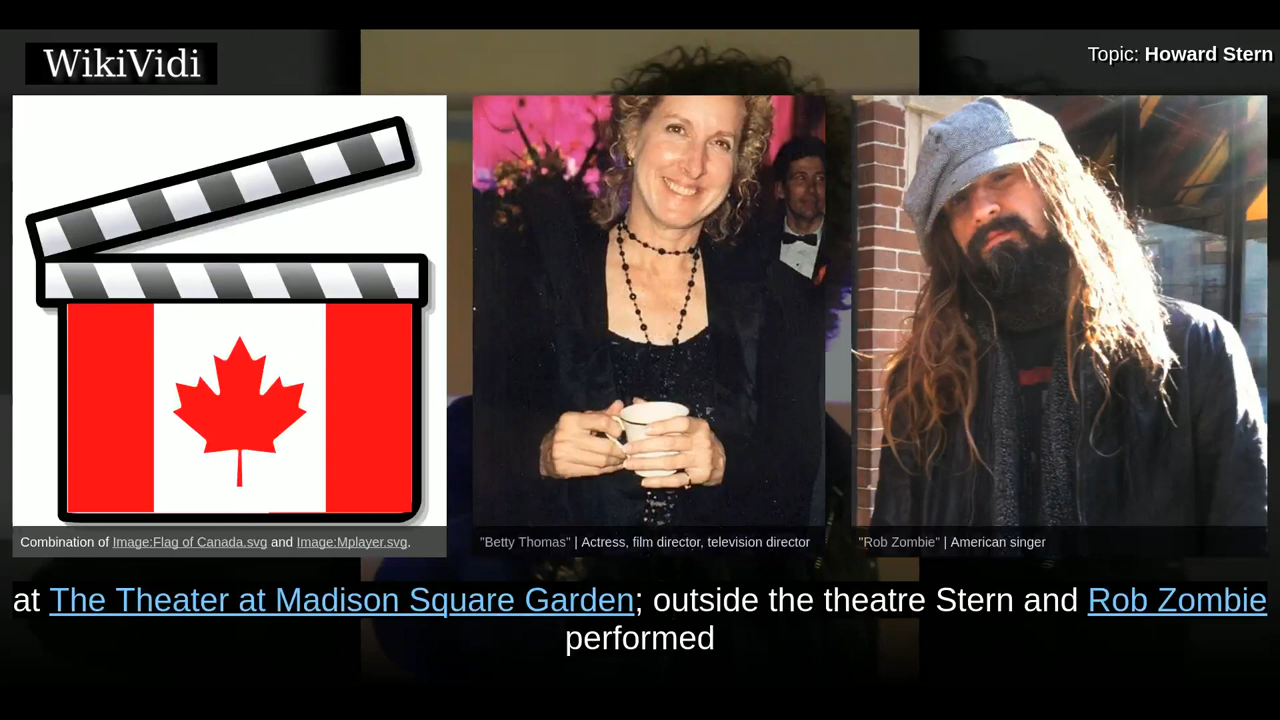 WikiVidi
Topic: Howard Stern
Combination of Image:Flag of Canada.svg and Image:Mplayer.svg.
"Betty Thomas" | Actress, film director, television director
"Rob Zombie" | American singer
at The Theater at Madison Square Garden; outside the theatre Stern and Rob Zombie
performed